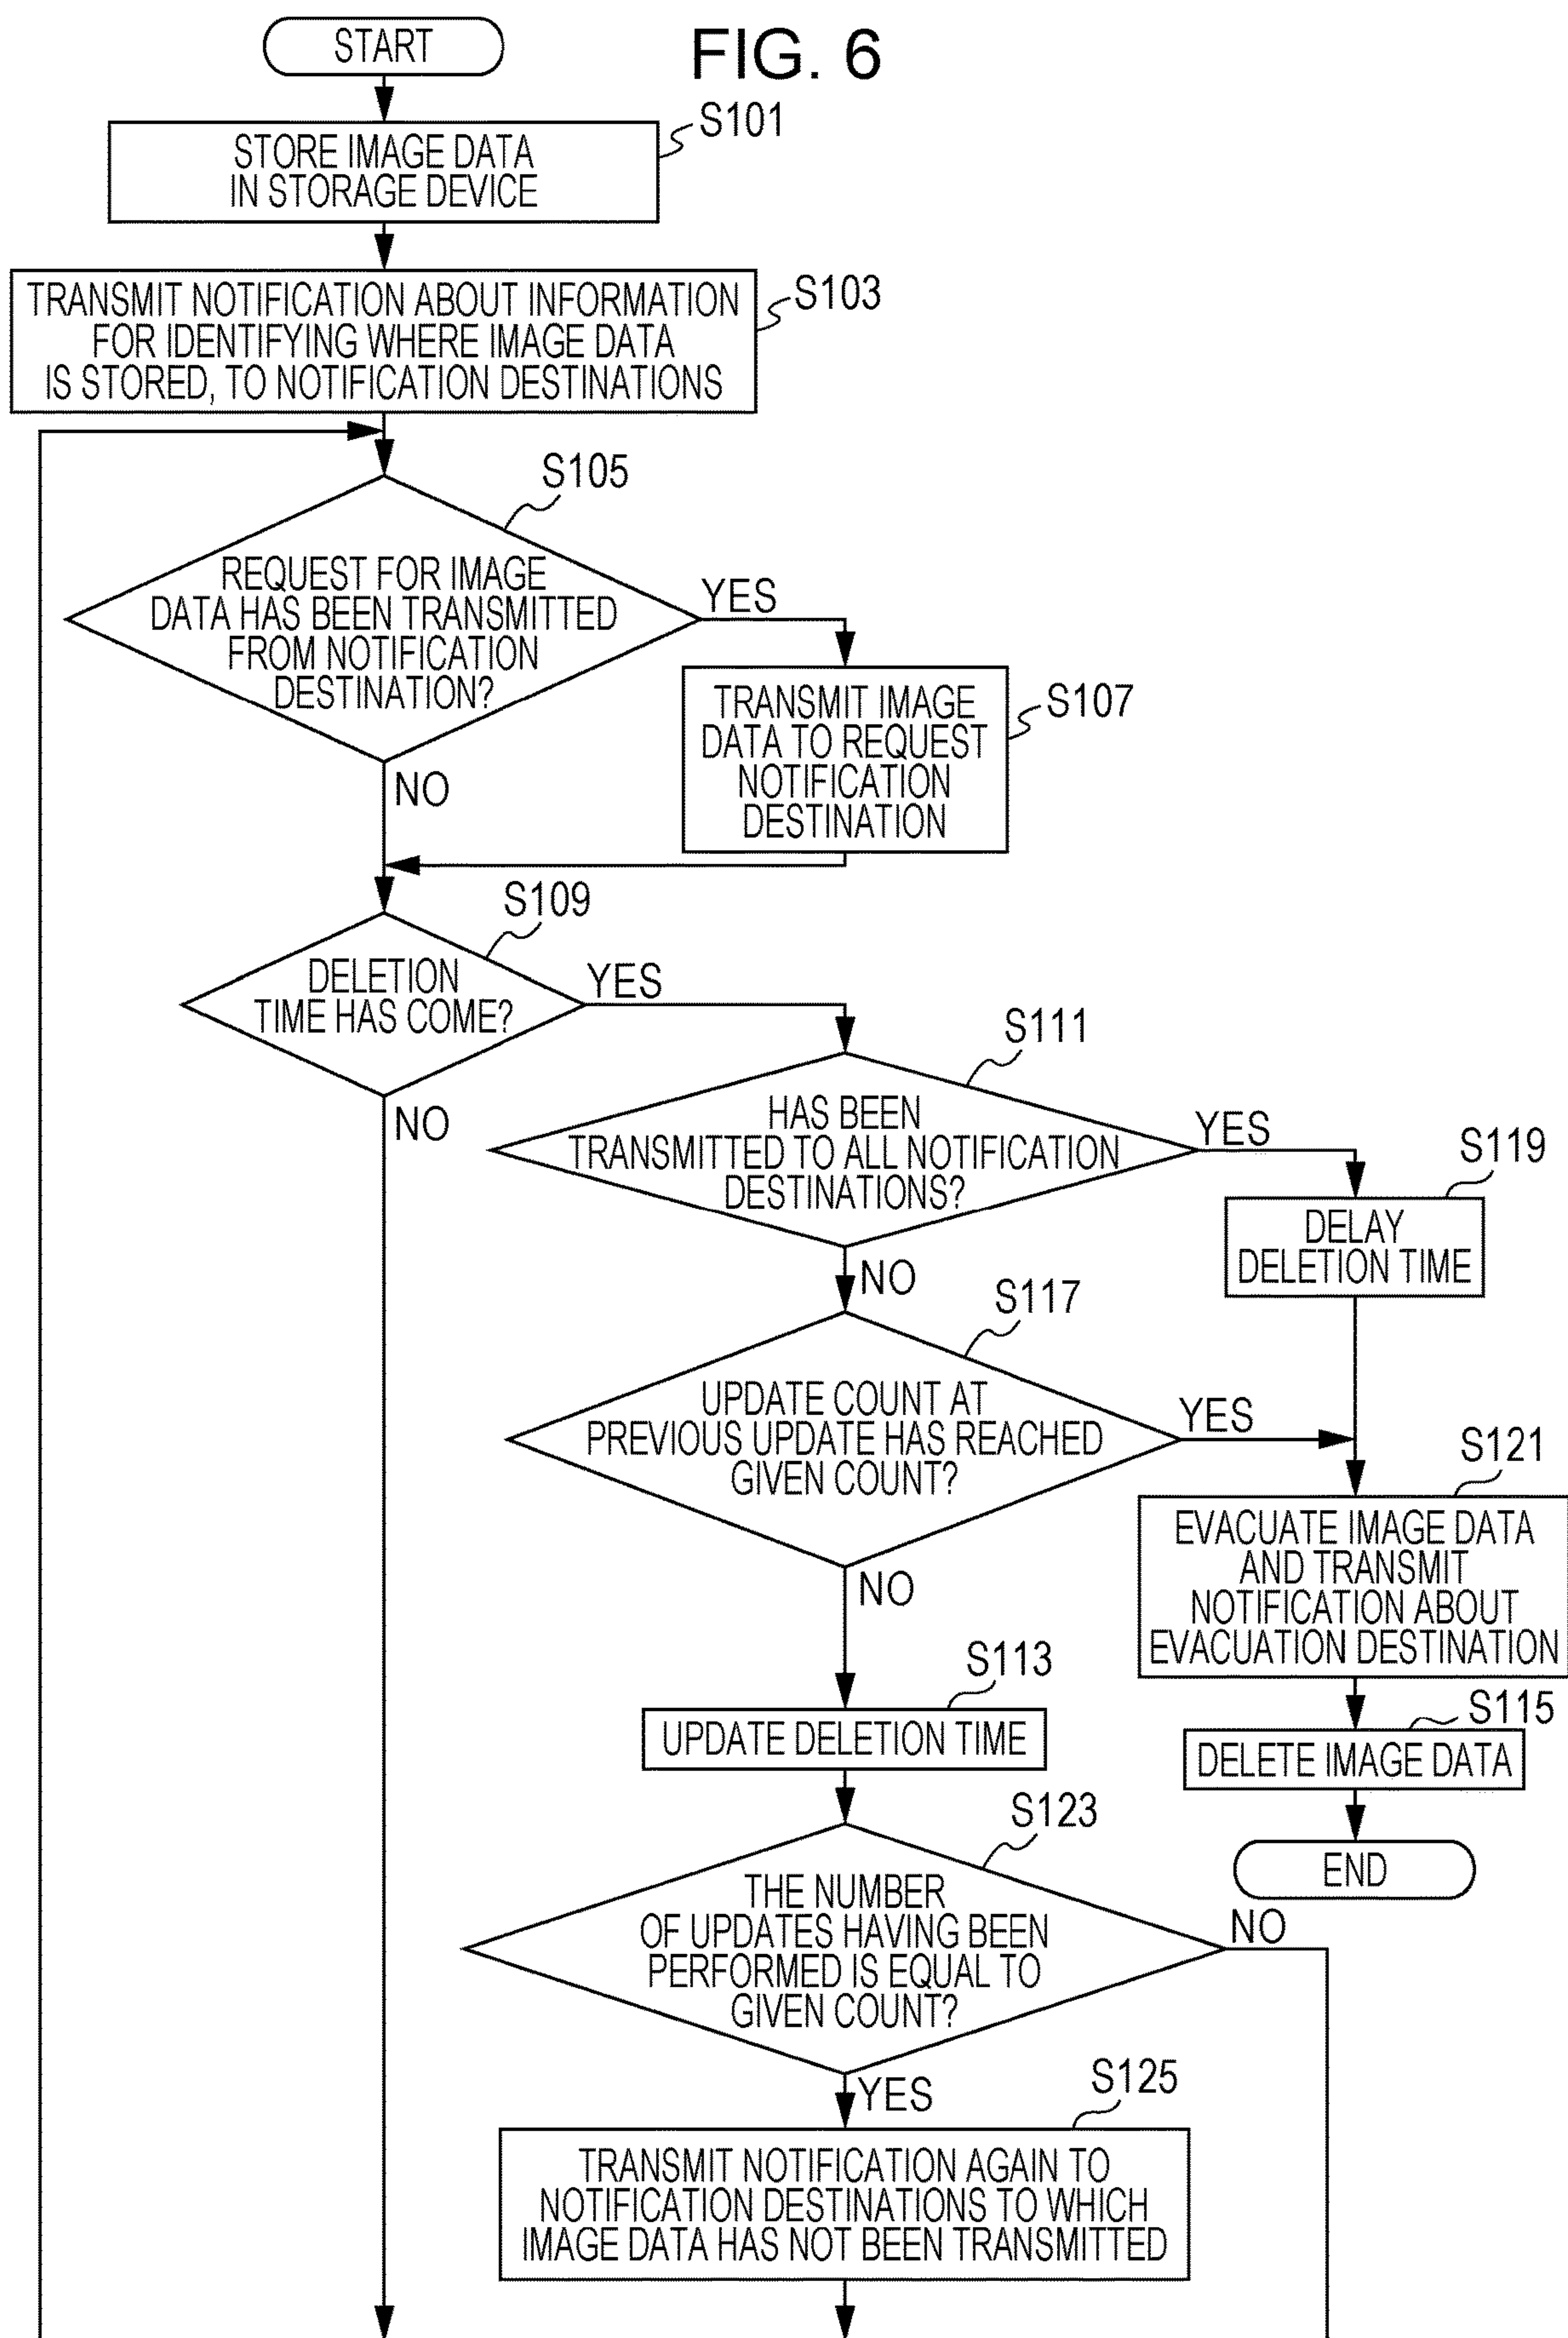 START
FIG. 6
S101
STORE IMAGE DATA
IN STORAGE DEVICE
S103
TRANSMIT NOTIFICATION ABOUT INFORMATION
FOR IDENTIFYING WHERE IMAGE DATA
IS STORED, TO NOTIFICATION DESTINATIONS
S105
REQUEST FOR IMAGE
DATA HAS BEEN TRANSMITTED
FROM NOTIFICATION
DESTINATION?
YES
NO
S107
TRANSMIT IMAGE
DATA TO REQUEST
NOTIFICATION
DESTINATION
S109
DELETION
TIME HAS COME?
YES
NO
S111
HAS BEEN
TRANSMITTED TO ALL NOTIFICATION
DESTINATIONS?
YES
NO
S119
DELAY
DELETION TIME
S117
UPDATE COUNT AT
PREVIOUS UPDATE HAS REACHED
GIVEN COUNT?
YES
NO
S121
EVACUATE IMAGE DATA
AND TRANSMIT
NOTIFICATION ABOUT
EVACUATION DESTINATION
S113
UPDATE DELETION TIME
S115
DELETE IMAGE DATA
END
S123
THE NUMBER
OF UPDATES HAVING BEEN
PERFORMED IS EQUAL TO
GIVEN COUNT?
NO
YES
S125
TRANSMIT NOTIFICATION AGAIN TO
NOTIFICATION DESTINATIONS TO WHICH
IMAGE DATA HAS NOT BEEN TRANSMITTED